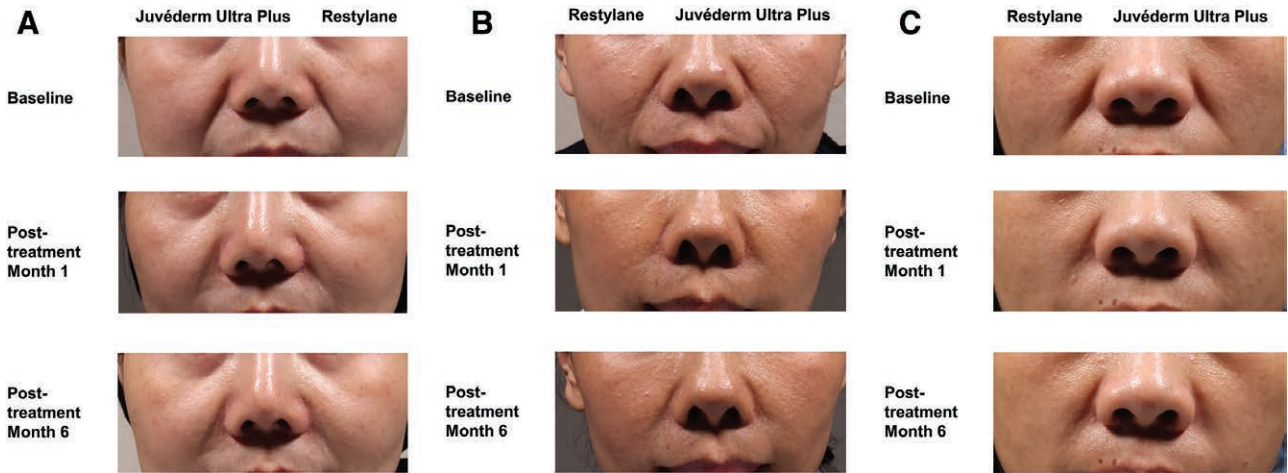 A
Juvéderm Ultra Plus Restylane
Baseline
Post-
treatment
Month 1
Post-
treatment
Month 6
B
Restylane Juvéderm Ultra Plus
Baseline
Post-
treatment
Month 1
Post-
treatment
Month 6
C
Restylane Juvéderm Ultra Plus
Baseline
Post-
treatment
Month 1
Post-
treatment
Month 6